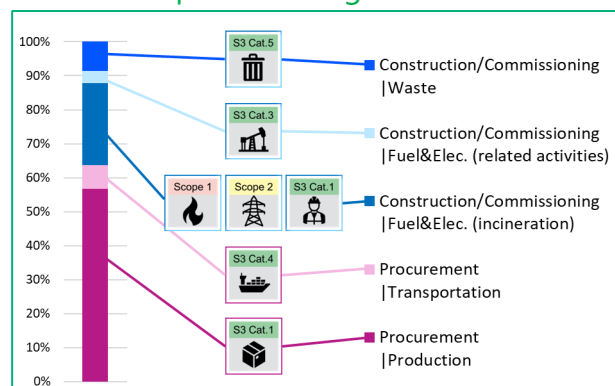 100%
90%
80%
70%
60%
50%
40%
30%
20%
10%
0%
S3 Cat.5
S3 Cat.3
Scope 1
Scope 2
S3 Cat.1
S3 Cat.4
S3 Cat.1
Construction/Commissioning
|Waste
Construction/Commissioning
|Fuel&Elec. (related activities)
Construction/Commissioning
|Fuel&Elec. (incineration)
Procurement
|Transportation
Procurement
|Production